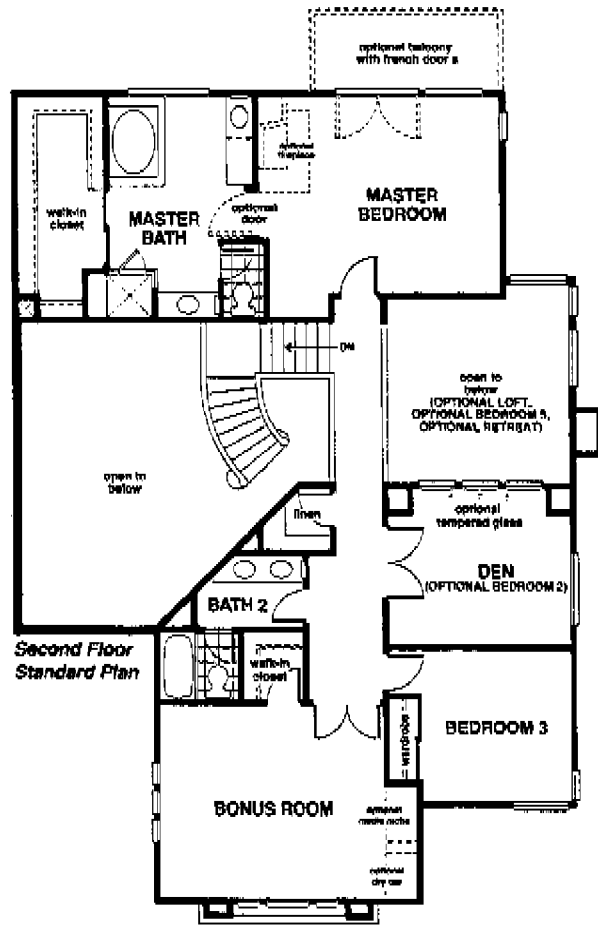 optional balcony
with french doors
optional
fireplace
MASTER
BEDROOM
walk-in
closet
MASTER
BATH
optional
door
DN
open to
below
(OPTIONAL LOFT,
OPTIONAL BEDROOM 5,
OPTIONAL RETREAT)
open to
below
linen
optional
tempered glass
DEN
(OPTIONAL BEDROOM 2)
BATH 2
Second Floor
Standard Plan
walk-in
closet
wardrobe
BEDROOM 3
BONUS ROOM
optional
media niche
optional
dry bar